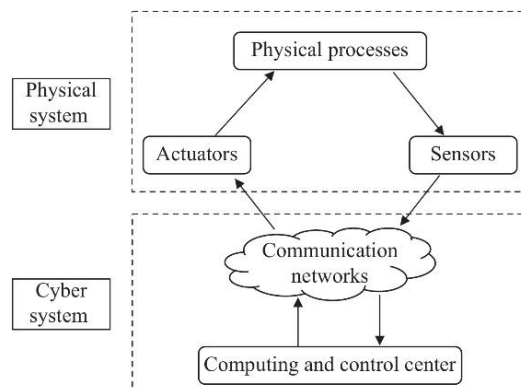 Physical processes
Physical
system
Actuators
Sensors
Communication
networks
Cyber
system
Computing and control center